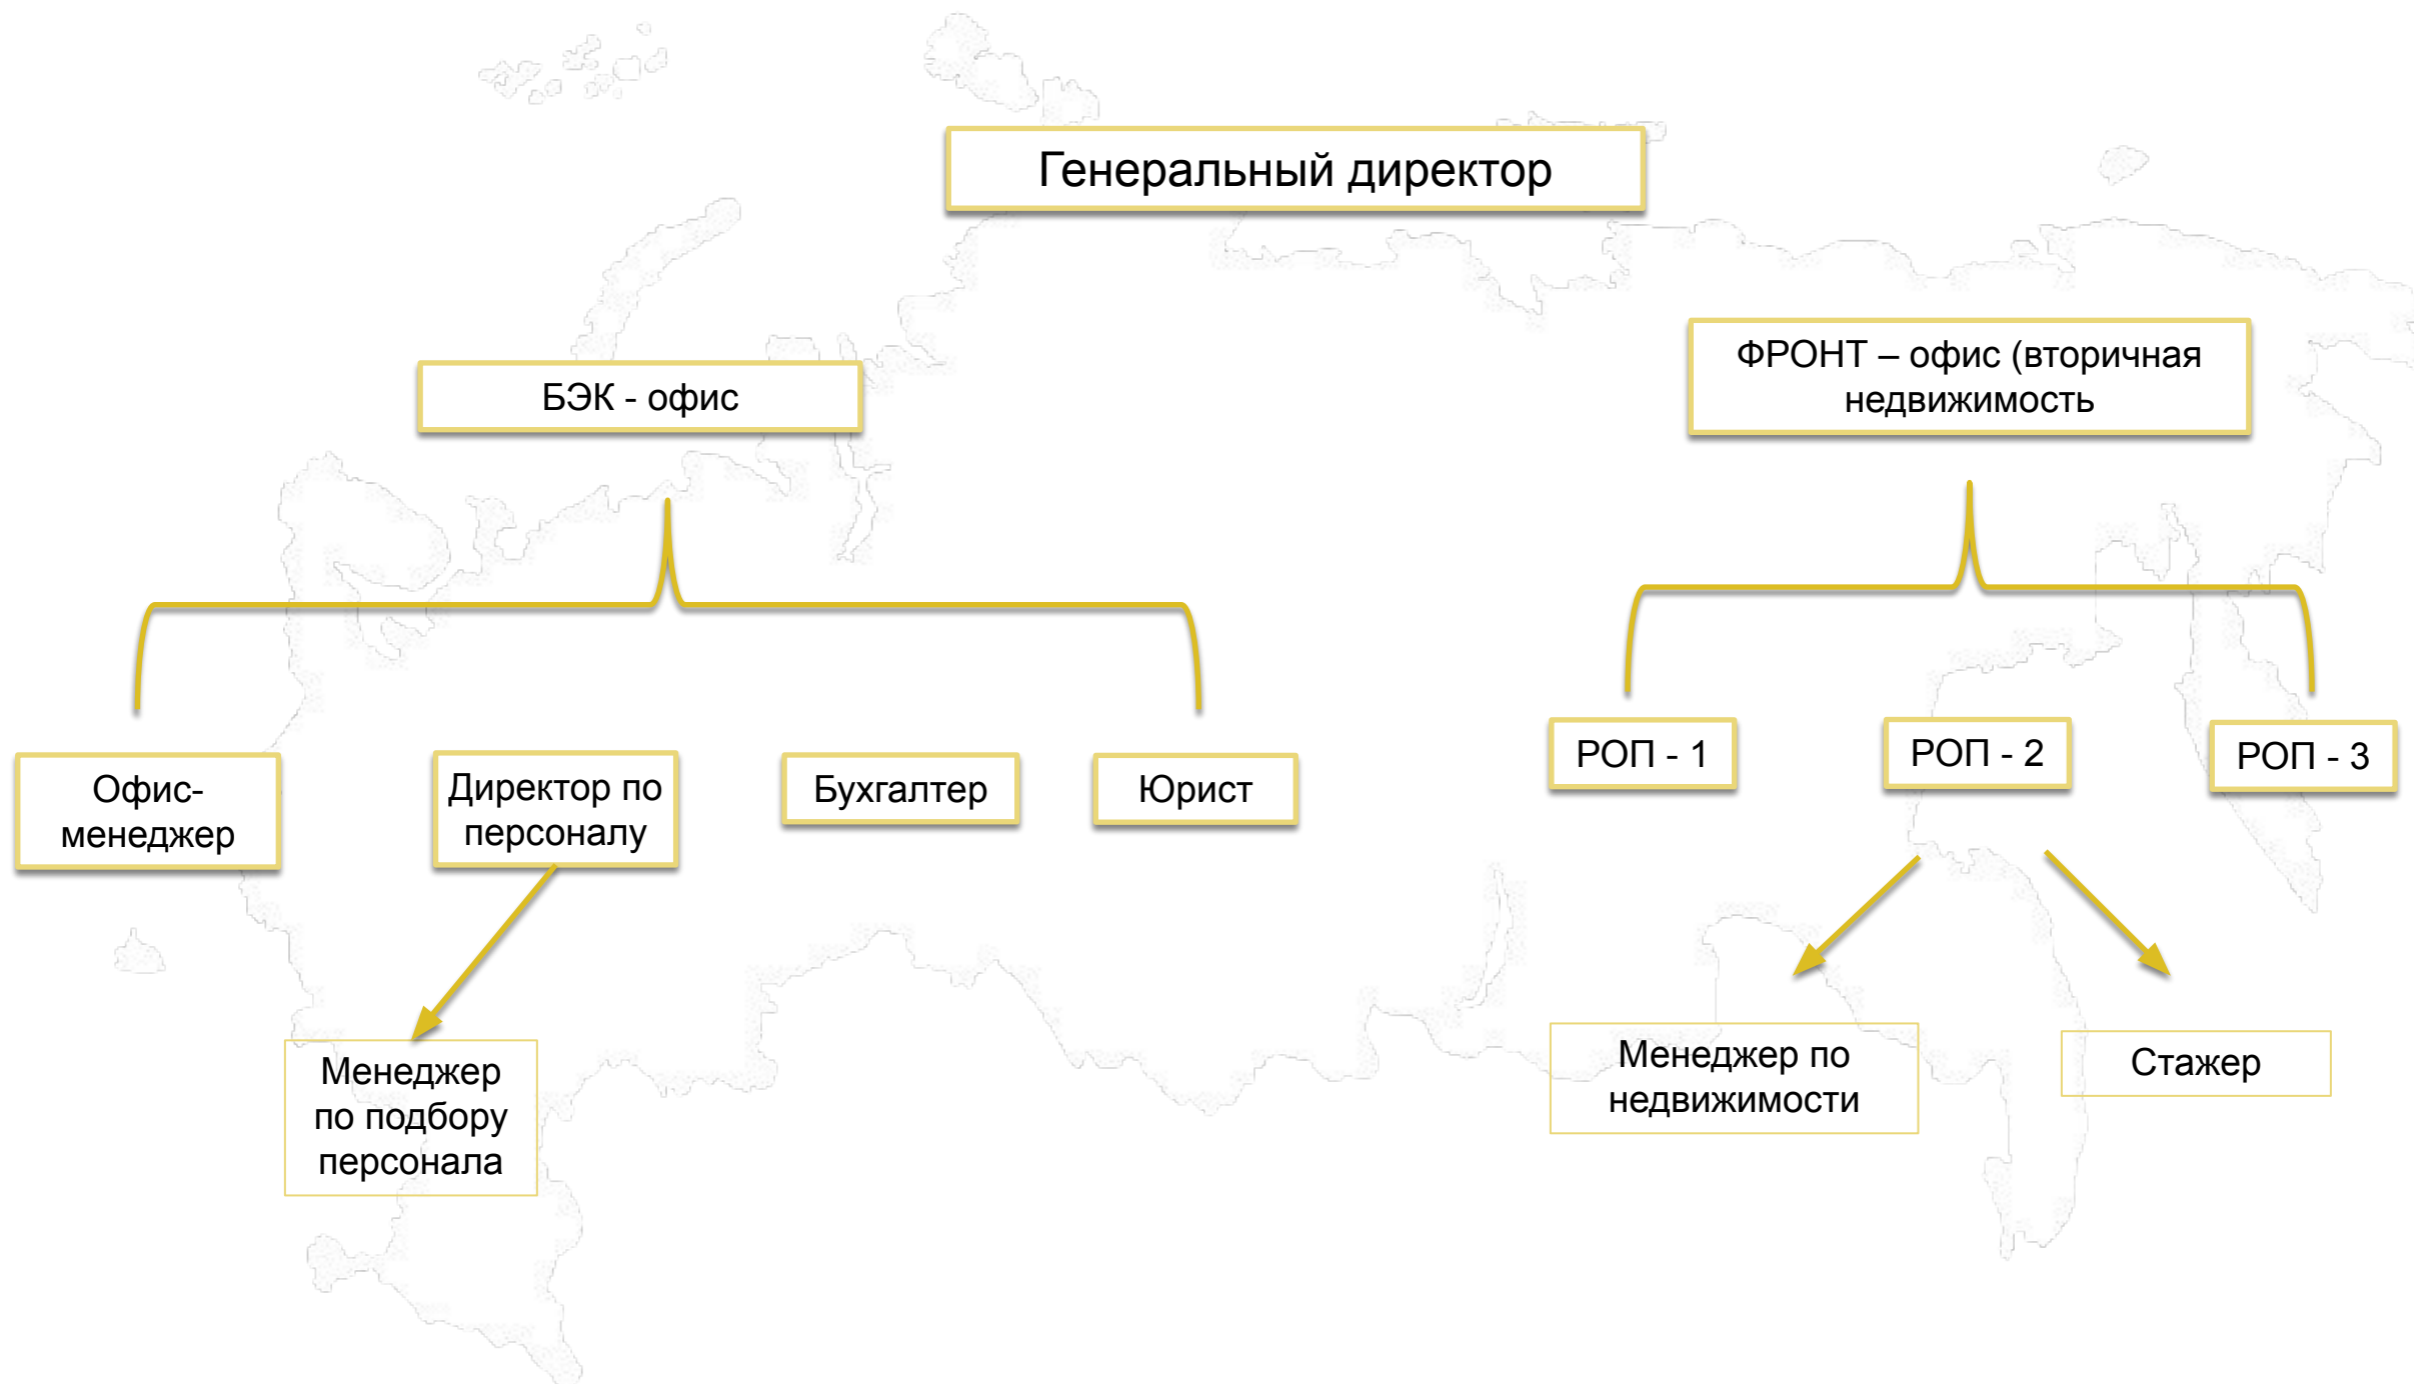 Генеральный директор
БЭК - офис
ФРОНТ – офис (вторичная
недвижимость
Офис-
менеджер
Директор по
персоналу
Бухгалтер
Юрист
РОП - 1
РОП - 2
РОП - 3
Менеджер
по подбору
персонала
Менеджер по
недвижимости
Стажер